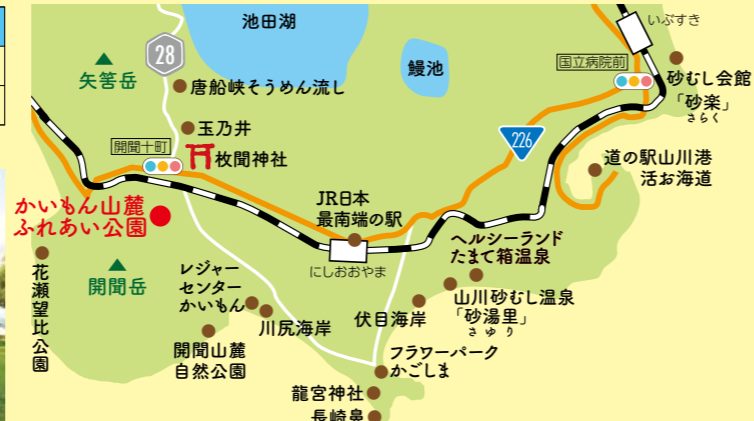 池田湖
いぶすき
28
鰻池
国立病院前
矢筈岳
唐船峡そうめん流し
砂むし会館
「砂楽」
さらく
玉乃井
開聞十町
枚聞神社
226
道の駅山川港
活お海道
JR日本
最南端の駅
かいもん山麓
ふれあい公園
ヘルシーランド
たまて箱温泉
にしおおやま
開聞岳
花瀬望比公園
レジャー
センター
かいもん
川尻海岸
伏目海岸
山川砂むし温泉
「砂湯里」
さゆり
開聞山麓
自然公園
フラワーパーク
かごしま
龍宮神社
長崎鼻